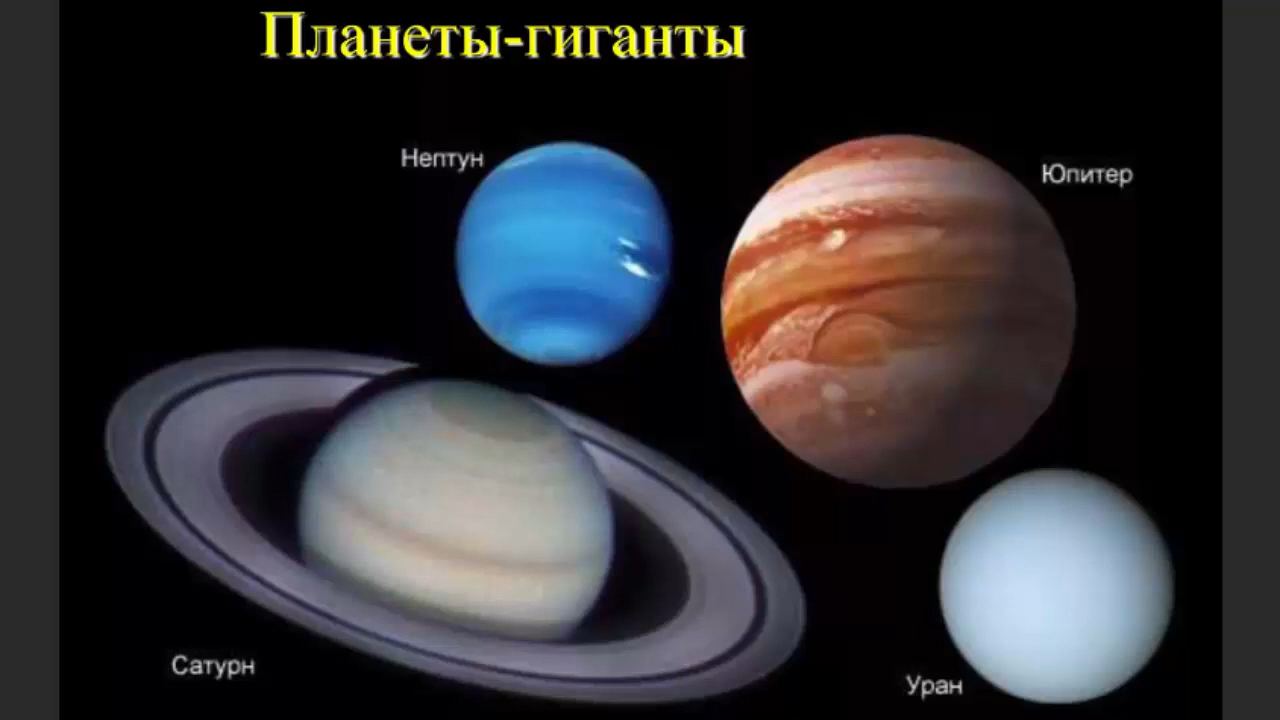 Планеты-гиганты
Нептун
Юпитер
Сатурн
Уран